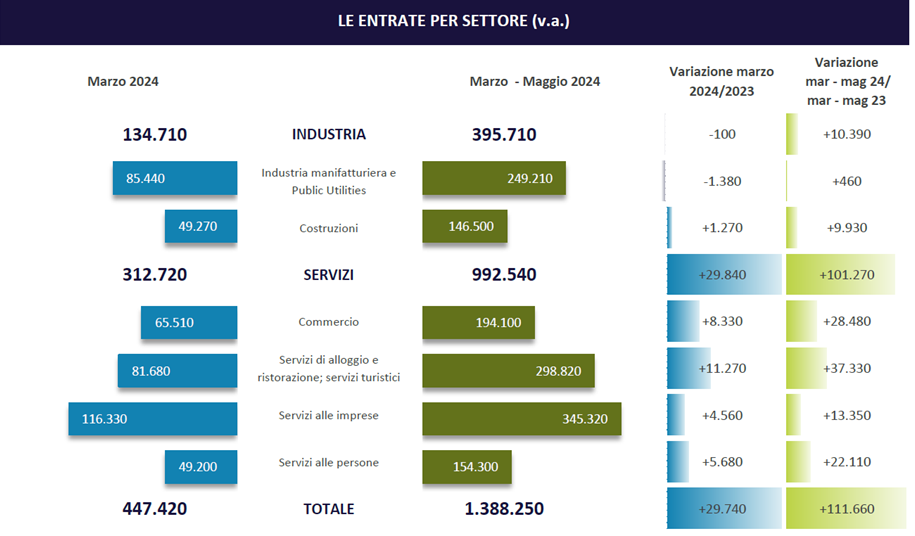 LE ENTRATE PER SETTORE (v.a.)
Marzo 2024
Marzo - Maggio 2024
Variazione marzo
2024/2023
Variazione
mar - mag 24/
mar - mag 23
134.710 INDUSTRIA 395.710 -100 +10.390
85.440 Industria manifatturiera e
Public Utilities 249.210 -1.380 +460
49.270 Costruzioni 146.500 +1.270 +9.930
312.720 SERVIZI 992.540 +29.840 +101.270
65.510 Commercio 194.100 +8.330 +28.480
81.680 Servizi di alloggio e
ristorazione; servizi turistici 298.820 +11.270 +37.330
116.330 Servizi alle imprese 345.320 +4.560 +13.350
49.200 Servizi alle persone 154.300 +5.680 +22.110
447.420 TOTALE 1.388.250 +29.740 +111.660